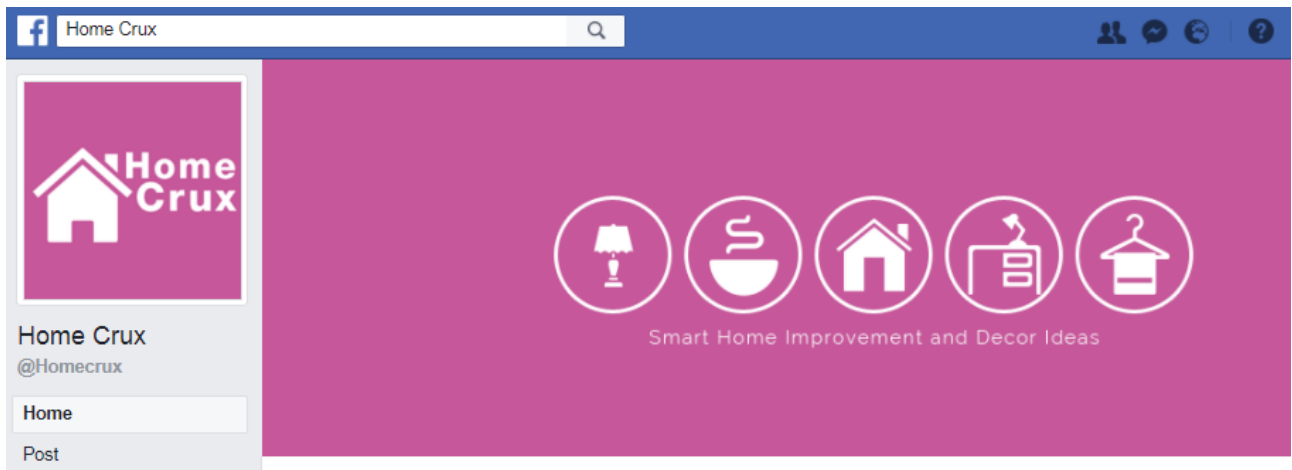 Home Crux
Home
Crux
Smart Home Improvement and Decor Ideas
Home Crux
@Homecrux
Home
Post